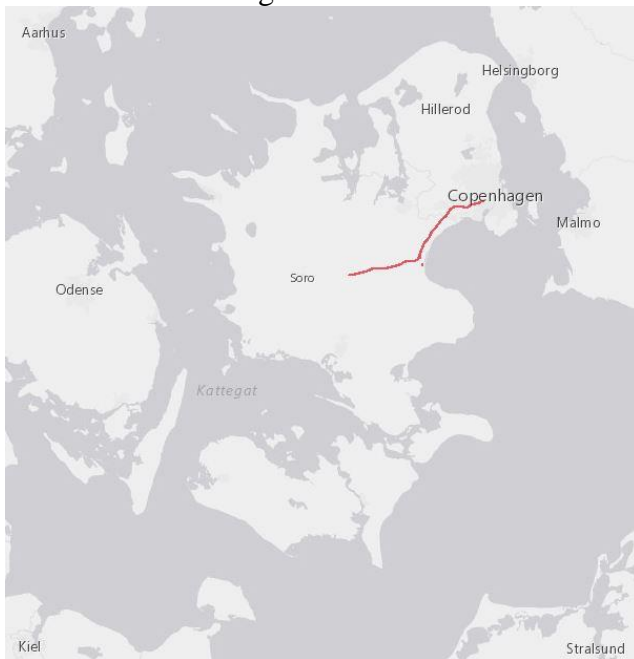 Aarhus
Helsingborg
Hillerod
Copenhagen
Malmo
Soro
Odense
Kattegat
Kiel
Stralsund